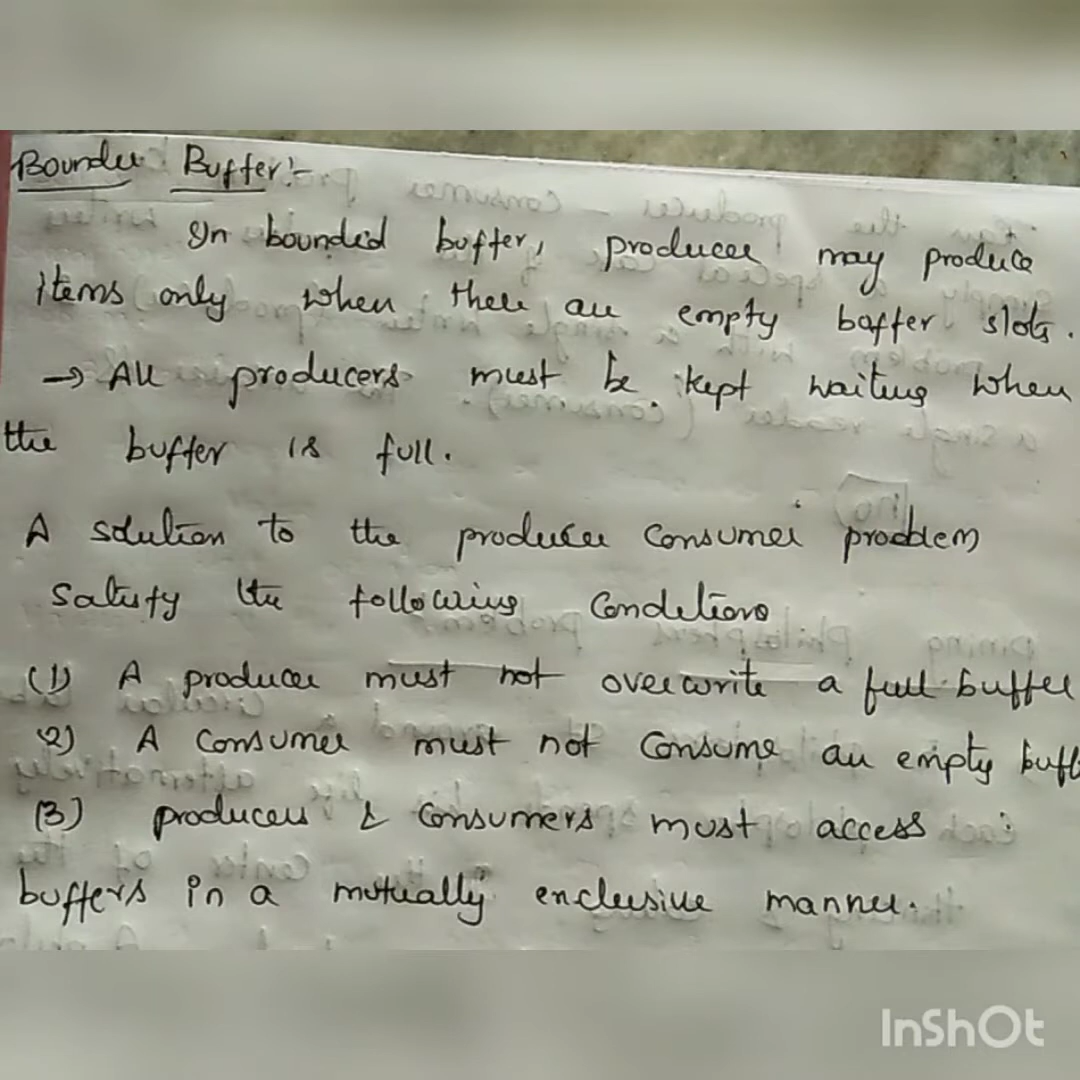 Bounded Buffer:-
In bounded buffer, producer may produce
items only when there are empty baffer slots.
→ All producers must be kept waiting when
the buffer is full.
A solution to the producer consumer problem
satisfy the following conditions
(1) A producer must not overwrite a full buffer
(2) A consumer must not consume an empty buff
(3) producers & consumers must access
buffers in a mutually exclusive manner.
InShOt